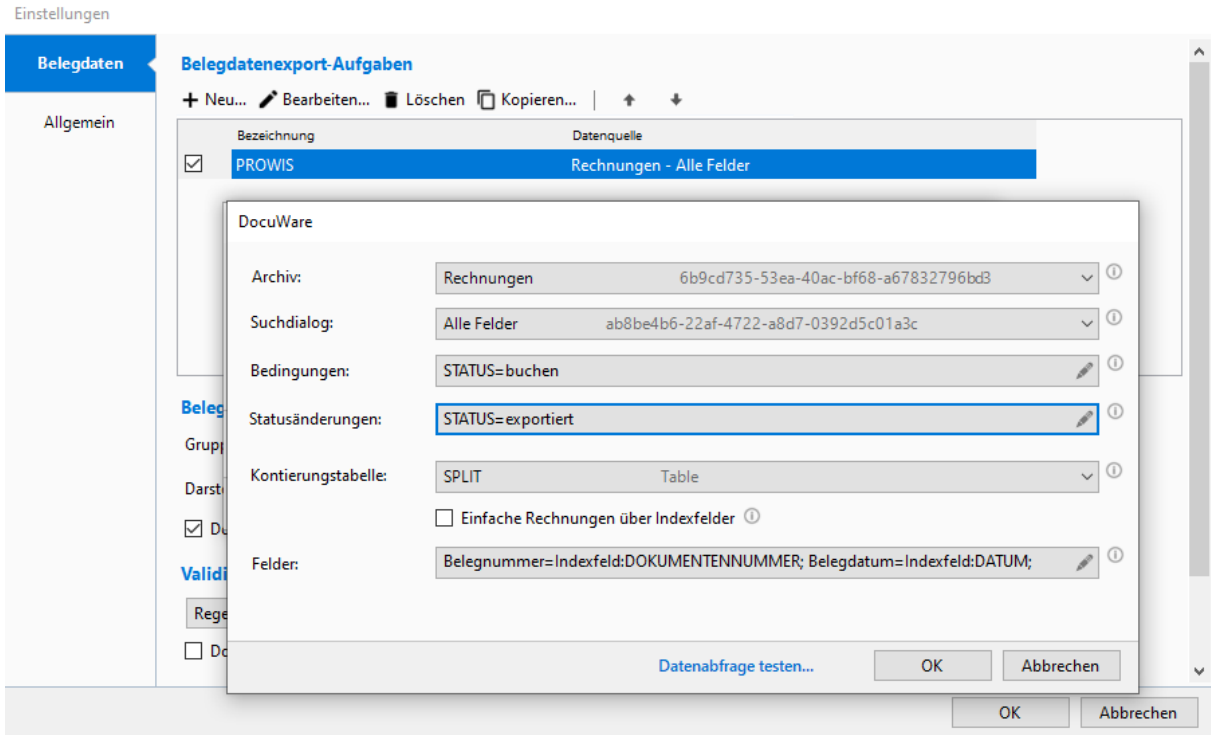 Einstellungen
Belegdaten
Allgemein
Belegdatenexport-Aufgaben
Neu... Bearbeiten... Löschen Kopieren...
Bezeichnung Datenquelle
PROWIS Rechnungen - Alle Felder
DocuWare
Archiv: Rechnungen 6b9cd735-53ea-40ac-bf68-a67832796bd3
Suchdialog: Alle Felder ab8be4b6-22af-4722-a8d7-0392d5c01a3c
Bedingungen: STATUS=buchen
Statusänderungen: STATUS=exportiert
Kontierungstabelle: SPLIT Table
Einfache Rechnungen über Indexfelder
Felder: Belegnummer=Indexfeld:DOKUMENTENNUMMER; Belegdatum=Indexfeld:DATUM;
Datenabfrage testen... OK Abbrechen
Beleg
Grupp
Darst
Validi
Rege
OK Abbrechen